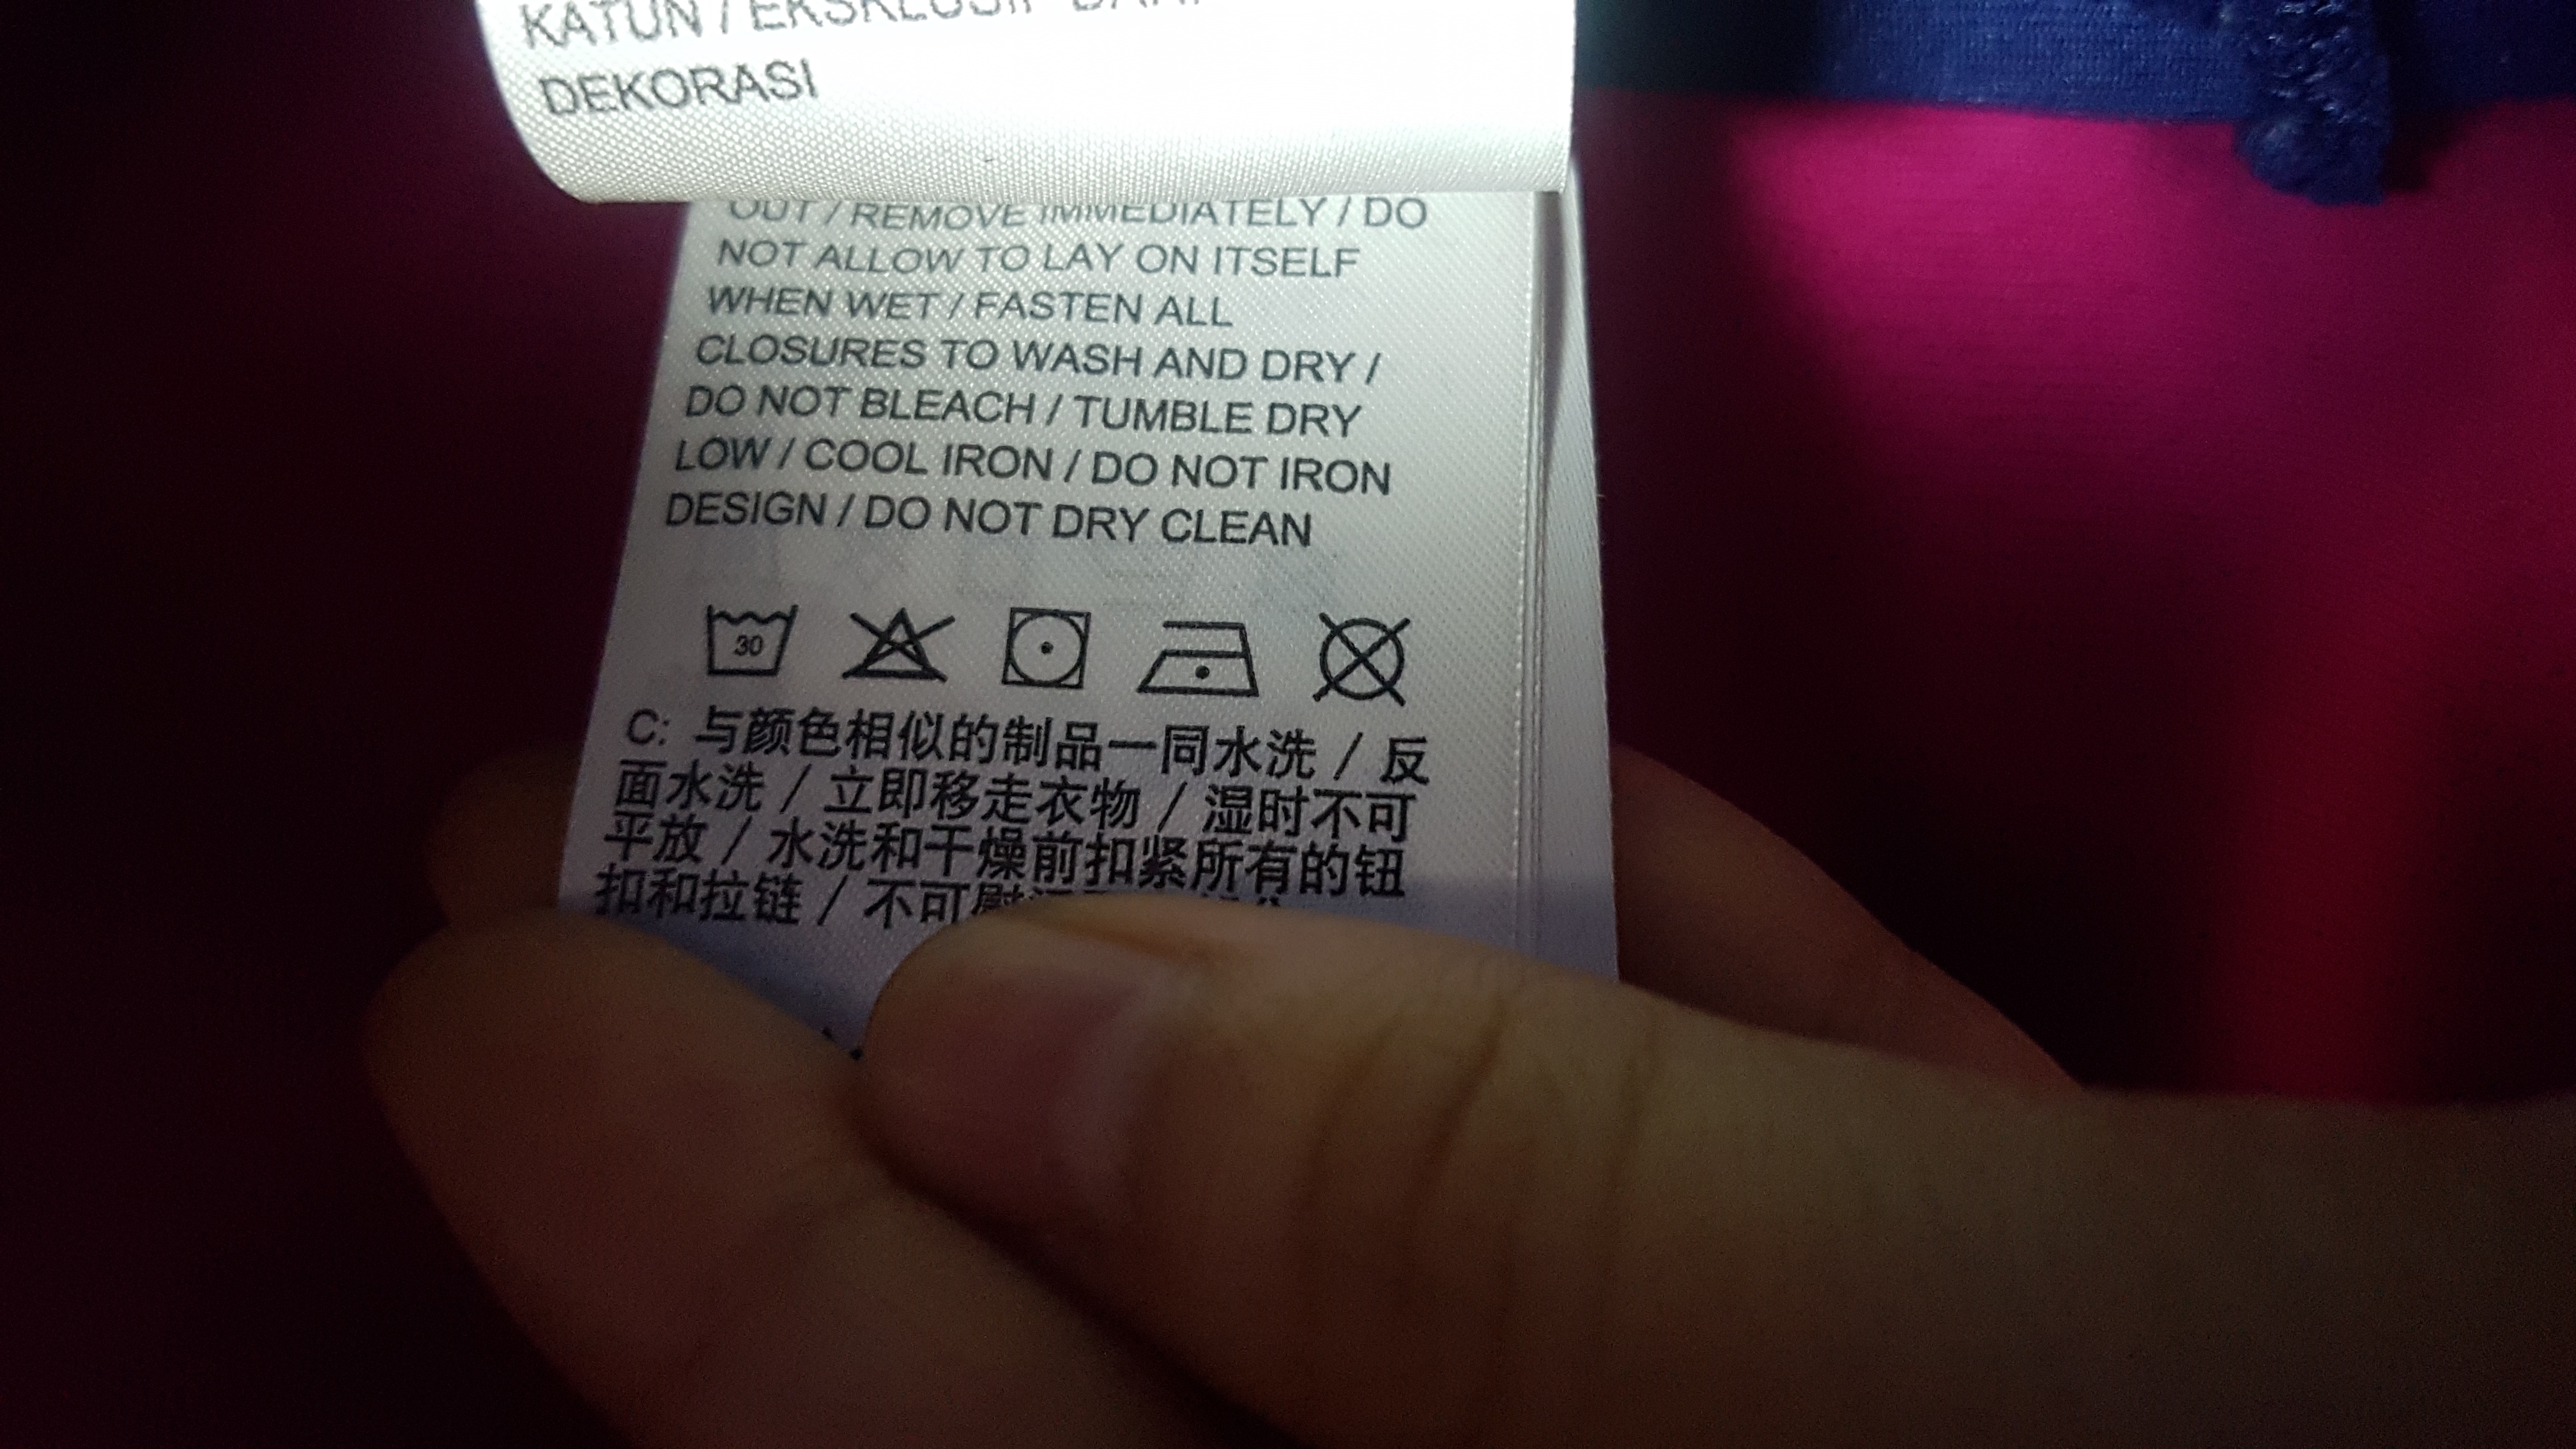 KATUN / EKSKLUSIF
DEKORASI
OUT / REMOVE IMMEDIATELY / DO
NOT ALLOW TO LAY ON ITSELF
WHEN WET / FASTEN ALL
CLOSURES TO WASH AND DRY /
DO NOT BLEACH / TUMBLE DRY
LOW / COOL IRON / DO NOT IRON
DESIGN / DO NOT DRY CLEAN
30
C: 与颜色相似的制品一同水洗 / 反
面水洗 / 立即移走衣物 / 湿时不可
平放 / 水洗和干燥前扣紧所有的钮
扣和拉链 / 不可